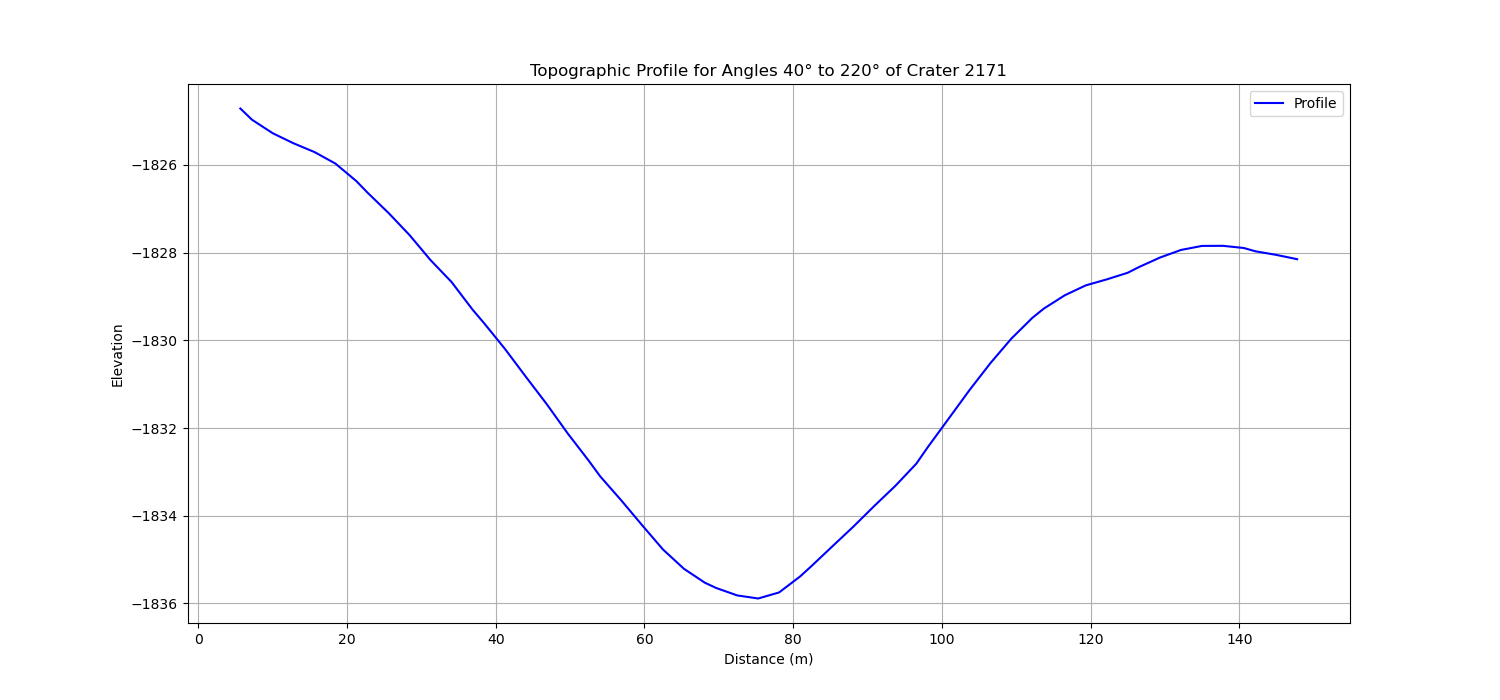 Topographic Profile for Angles 40° to 220° of Crater 2171
Profile
−1826
−1828
−1830
−1832
−1834
−1836
Elevation
0 20 40 60 80 100 120 140
Distance (m)